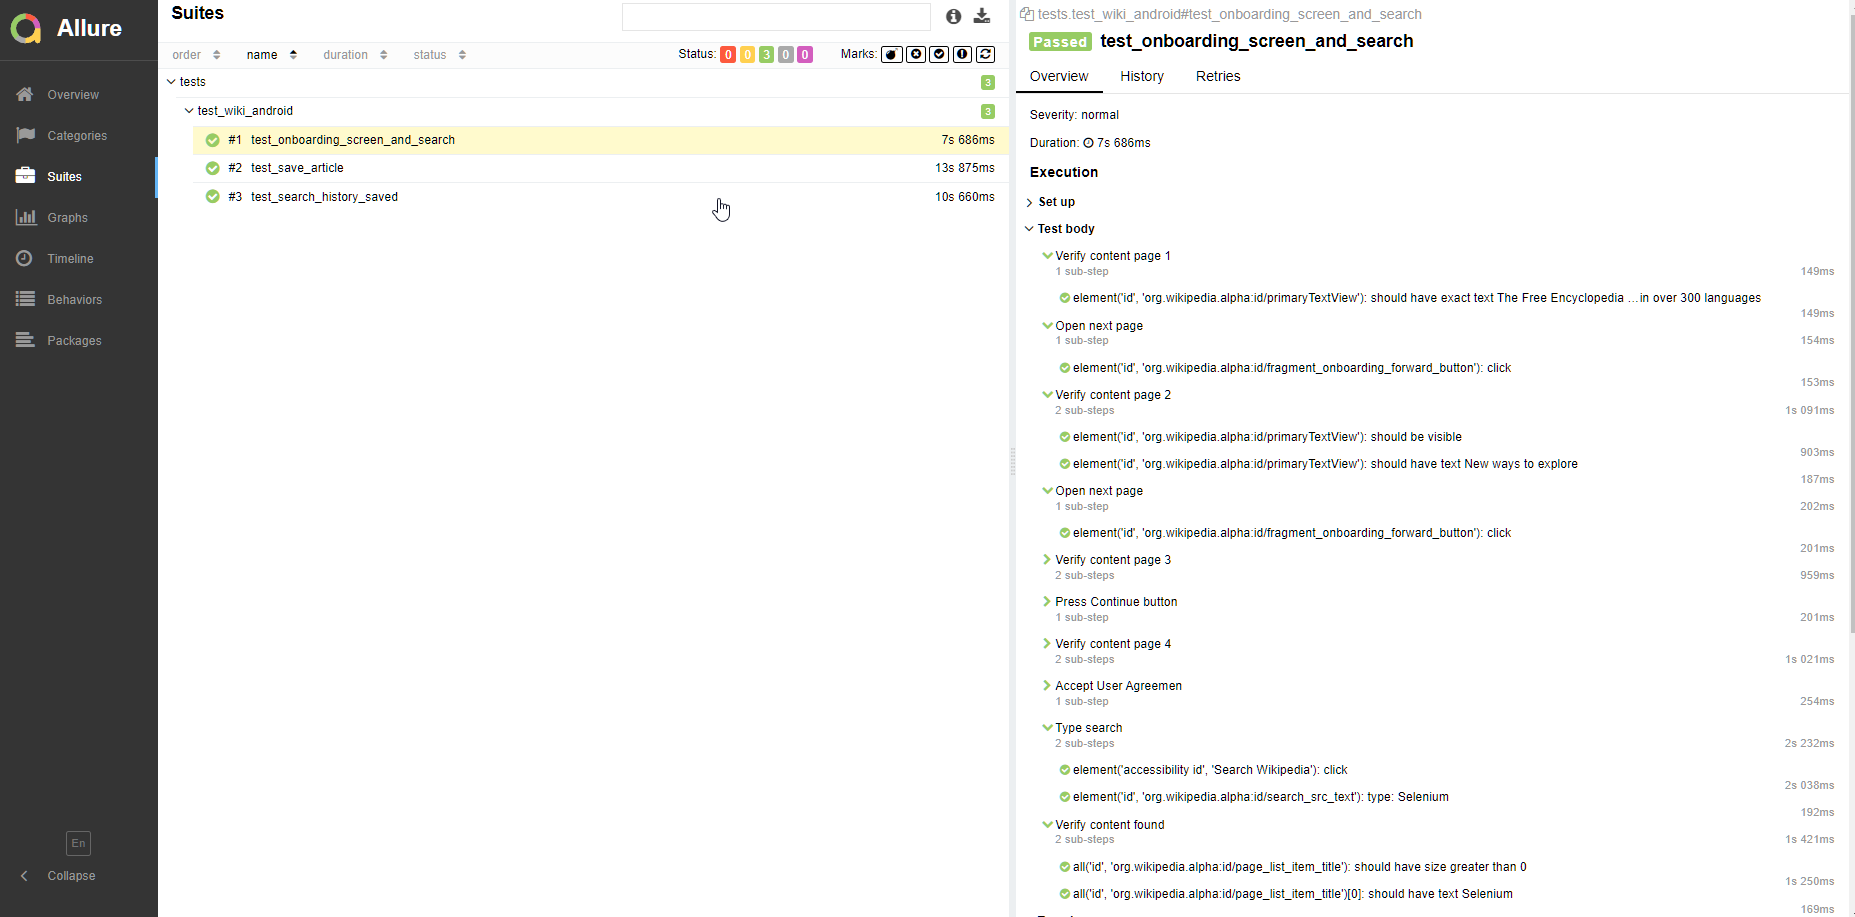 Allure
Overview
Categories
Suites
Graphs
Timeline
Behaviors
Packages
En
Collapse
Suites
order name duration status Status: 0 0 3 0 0 Marks:
tests 3
test_wiki_android 3
#1 test_onboarding_screen_and_search 7s 686ms
#2 test_save_article 13s 875ms
#3 test_search_history_saved 10s 660ms
tests.test_wiki_android#test_onboarding_screen_and_search
Passed test_onboarding_screen_and_search
Overview History Retries
Severity: normal
Duration: 7s 686ms
Execution
Set up
Test body
Verify content page 1
1 sub-step 149ms
element('id', 'org.wikipedia.alpha:id/primaryTextView'): should have exact text The Free Encyclopedia …in over 300 languages
149ms
Open next page
1 sub-step 154ms
element('id', 'org.wikipedia.alpha:id/fragment_onboarding_forward_button'): click
153ms
Verify content page 2
2 sub-steps 1s 091ms
element('id', 'org.wikipedia.alpha:id/primaryTextView'): should be visible
903ms
element('id', 'org.wikipedia.alpha:id/primaryTextView'): should have text New ways to explore
187ms
Open next page
1 sub-step 202ms
element('id', 'org.wikipedia.alpha:id/fragment_onboarding_forward_button'): click
201ms
Verify content page 3
2 sub-steps 959ms
Press Continue button
1 sub-step 201ms
Verify content page 4
2 sub-steps 1s 021ms
Accept User Agreemen
1 sub-step 254ms
Type search
2 sub-steps 2s 232ms
element('accessibility id', 'Search Wikipedia'): click
2s 038ms
element('id', 'org.wikipedia.alpha:id/search_src_text'): type: Selenium
192ms
Verify content found
2 sub-steps 1s 421ms
all('id', 'org.wikipedia.alpha:id/page_list_item_title'): should have size greater than 0
1s 250ms
all('id', 'org.wikipedia.alpha:id/page_list_item_title')[0]: should have text Selenium
169ms